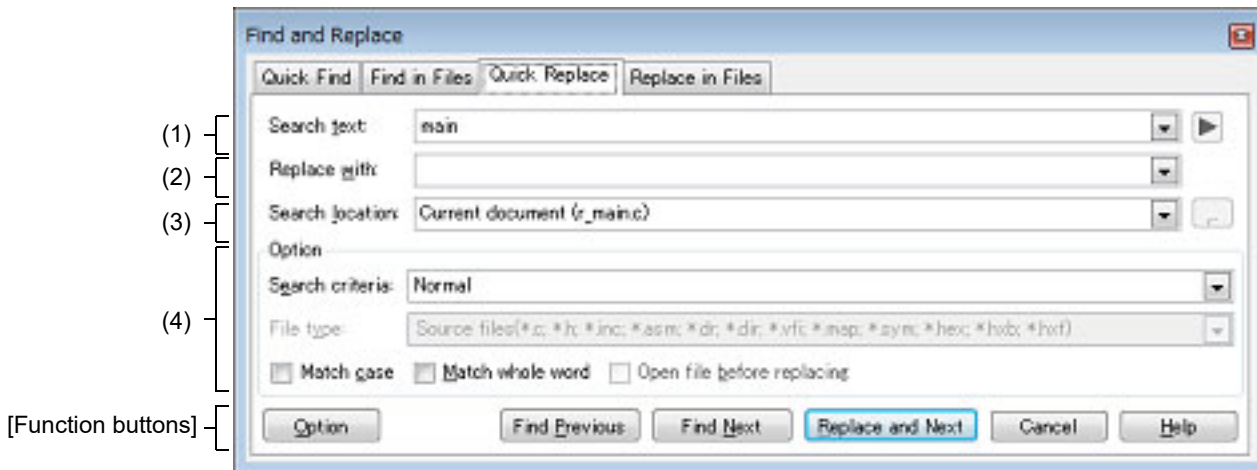 Find and Replace
Quick Find Find in Files Quick Replace Replace in Files
(1) Search text: main
(2) Replace with:
(3) Search location: Current document (r_main.c)
Option
Search criteria: Normal
(4) File type: Source files(*.c; *.h; *.inc; *.asm; *.dr; *.dir; *.vfi; *.map; *.sym; *.hex; *.hxb; *.hxf)
Match case Match whole word Open file before replacing
[Function buttons] Option Find Previous Find Next Replace and Next Cancel Help